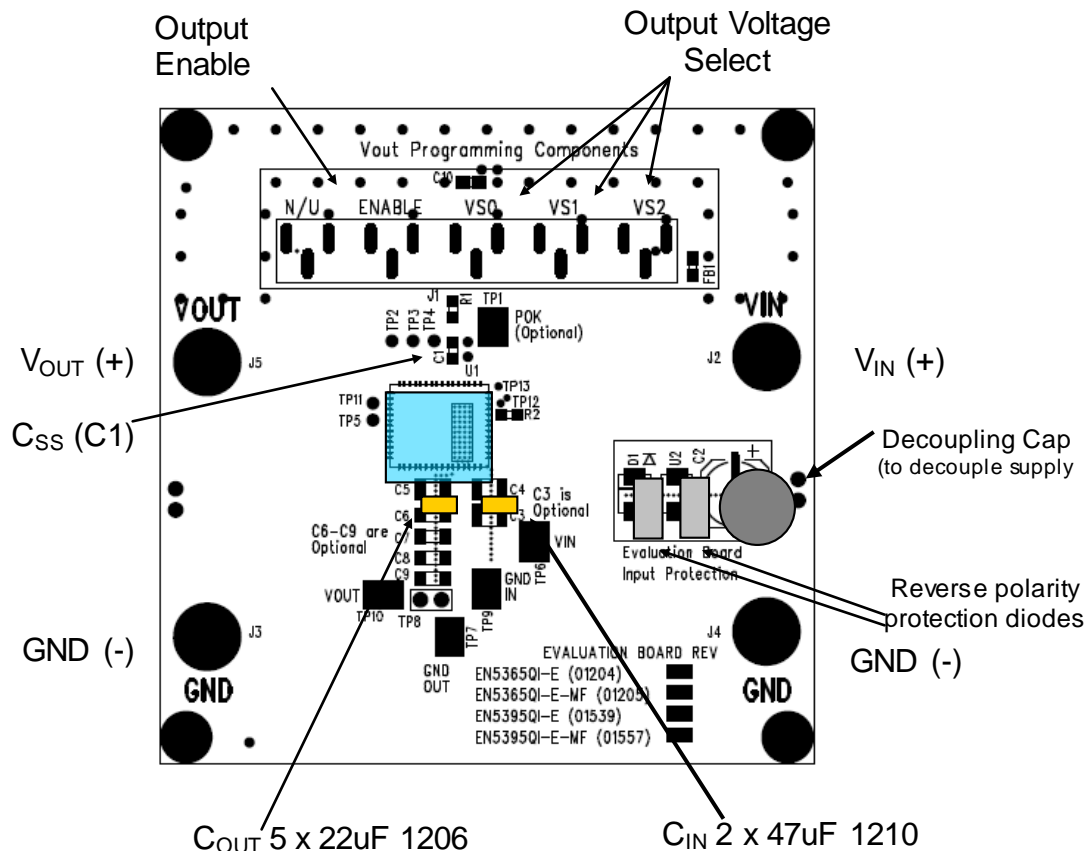 Output
Enable
Output Voltage
Select
Vout Programming Components
C10
N/U ENABLE VS0 VS1 VS2
FB1
J1
R1
TP1
TP2
TP3
TP4
POK
(Optional)
C1
U1
VOUT
VIN
J5
J2
VOUT (+)
VIN (+)
CSS (C1)
TP11
TP5
TP13
TP12
R2
Decoupling Cap
(to decouple supply
D1
U2
C2
+
C5
C4
C6
C3
C3 is
Optional
C6-C9 are
Optional
C7
C8
C9
VIN
TP6
Evaluation Board
Input Protection
VOUT
TP10
TP8
GND
IN
TP9
TP7
GND
OUT
Reverse polarity
protection diodes
J3
J4
GND (-)
GND (-)
GND
GND
EVALUATION BOARD REV
EN5365QI-E (01204)
EN5365QI-E-MF (01205)
EN5395QI-E (01539)
EN5395QI-E-MF (01557)
COUT 5 x 22uF 1206
CIN 2 x 47uF 1210